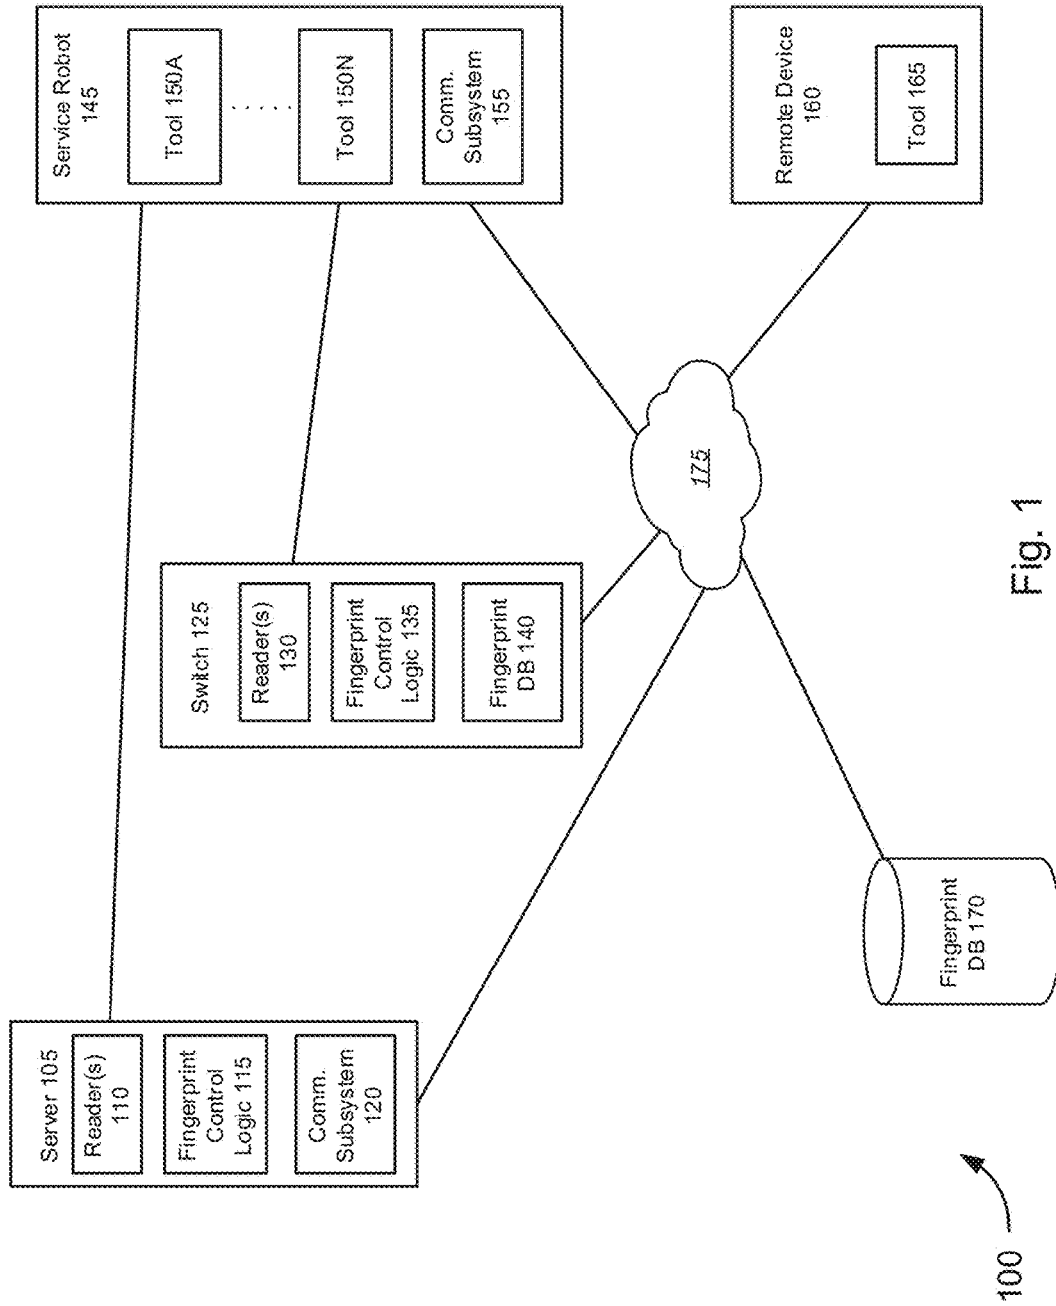 Server 105
Reader(s)
110
Fingerprint
Control
Logic 115
Comm.
Subsystem
120
Switch 125
Reader(s)
130
Fingerprint
Control
Logic 135
Fingerprint
DB 140
Service Robot
145
Tool 150A
. . . . . .
Tool 150N
Comm.
Subsystem
155
Remote Device
160
Tool 165
175
Fingerprint
DB 170
100
Fig. 1